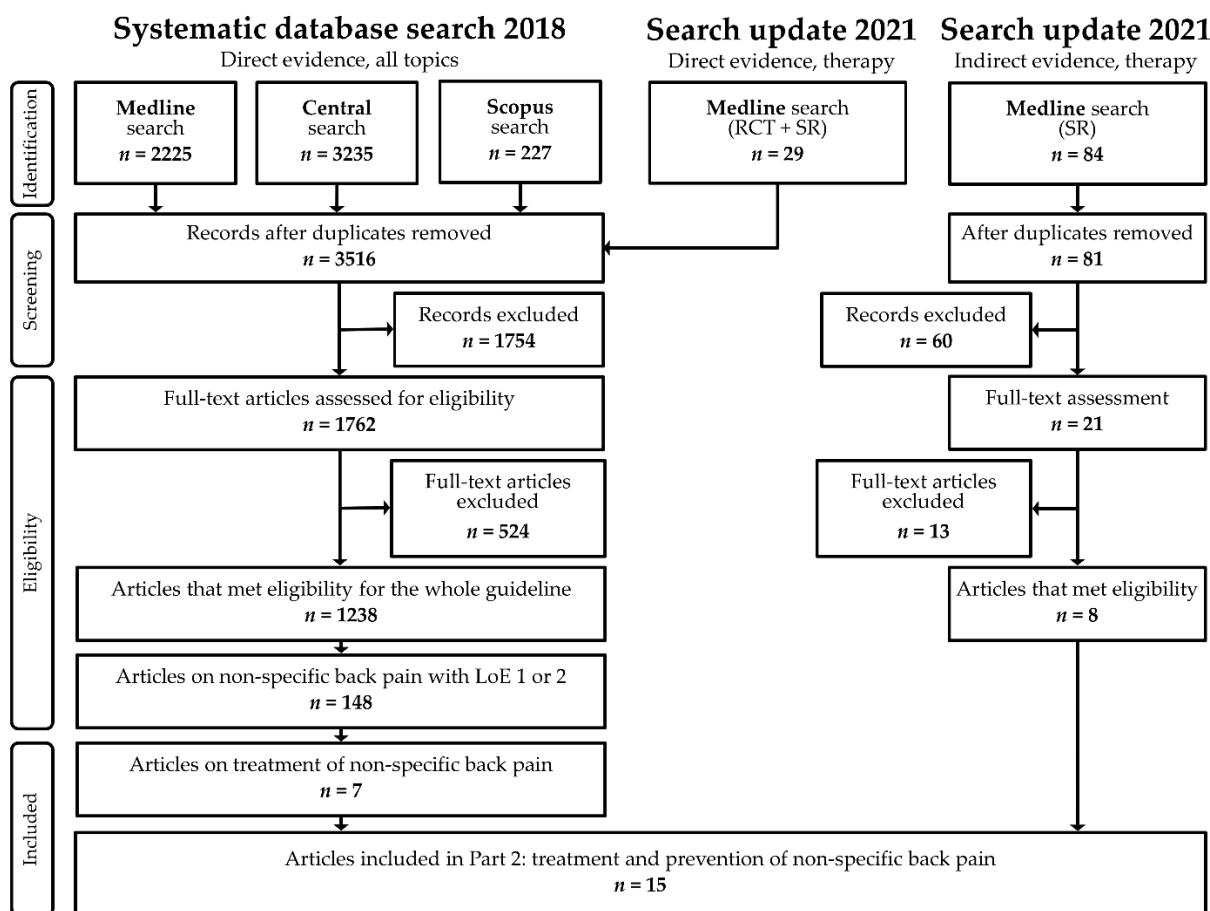 Systematic database search 2018
Direct evidence, all topics
Search update 2021
Direct evidence, therapy
Search update 2021
Indirect evidence, therapy
Identification
Medline
search
n = 2225
Central
search
n = 3235
Scopus
search
n = 227
Medline search
(RCT + SR)
n = 29
Medline search
(SR)
n = 84
Screening
Records after duplicates removed
n = 3516
After duplicates removed
n = 81
Records excluded
n = 1754
Records excluded
n = 60
Eligibility
Full-text articles assessed for eligibility
n = 1762
Full-text assessment
n = 21
Full-text articles
excluded
n = 524
Full-text articles
excluded
n = 13
Articles that met eligibility for the whole guideline
n = 1238
Articles that met eligibility
n = 8
Articles on non-specific back pain with LoE 1 or 2
n = 148
Included
Articles on treatment of non-specific back pain
n = 7
Articles included in Part 2: treatment and prevention of non-specific back pain
n = 15